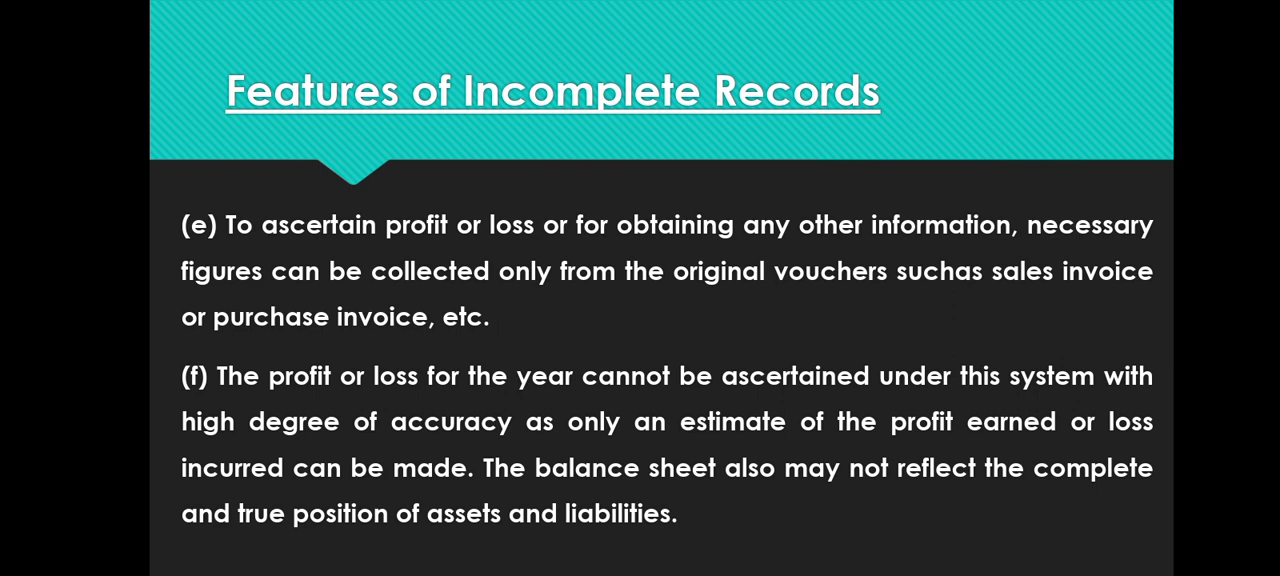 Features of Incomplete Records
(e) To ascertain profit or loss or for obtaining any other information, necessary
figures can be collected only from the original vouchers suchas sales invoice
or purchase invoice, etc.
(f) The profit or loss for the year cannot be ascertained under this system with
high degree of accuracy as only an estimate of the profit earned or loss
incurred can be made. The balance sheet also may not reflect the complete
and true position of assets and liabilities.